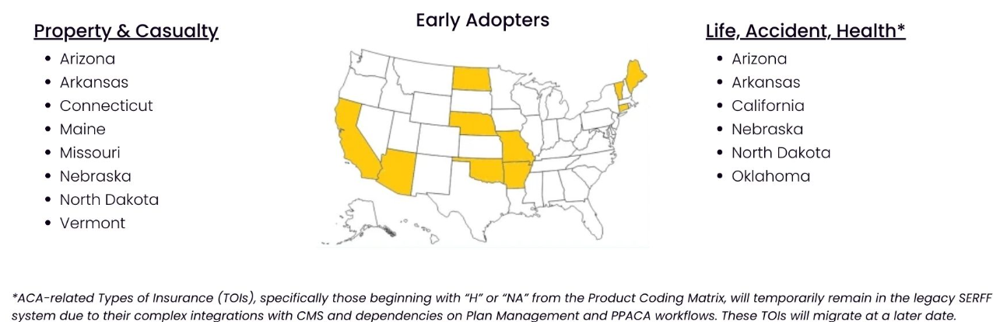 Early Adopters
Property & Casualty
• Arizona
• Arkansas
• Connecticut
• Maine
• Missouri
• Nebraska
• North Dakota
• Vermont
Life, Accident, Health*
• Arizona
• Arkansas
• California
• Nebraska
• North Dakota
• Oklahoma
*ACA-related Types of Insurance (TOIs), specifically those beginning with “H” or “NA” from the Product Coding Matrix, will temporarily remain in the legacy SERFF
system due to their complex integrations with CMS and dependencies on Plan Management and PPACA workflows. These TOIs will migrate at a later date.